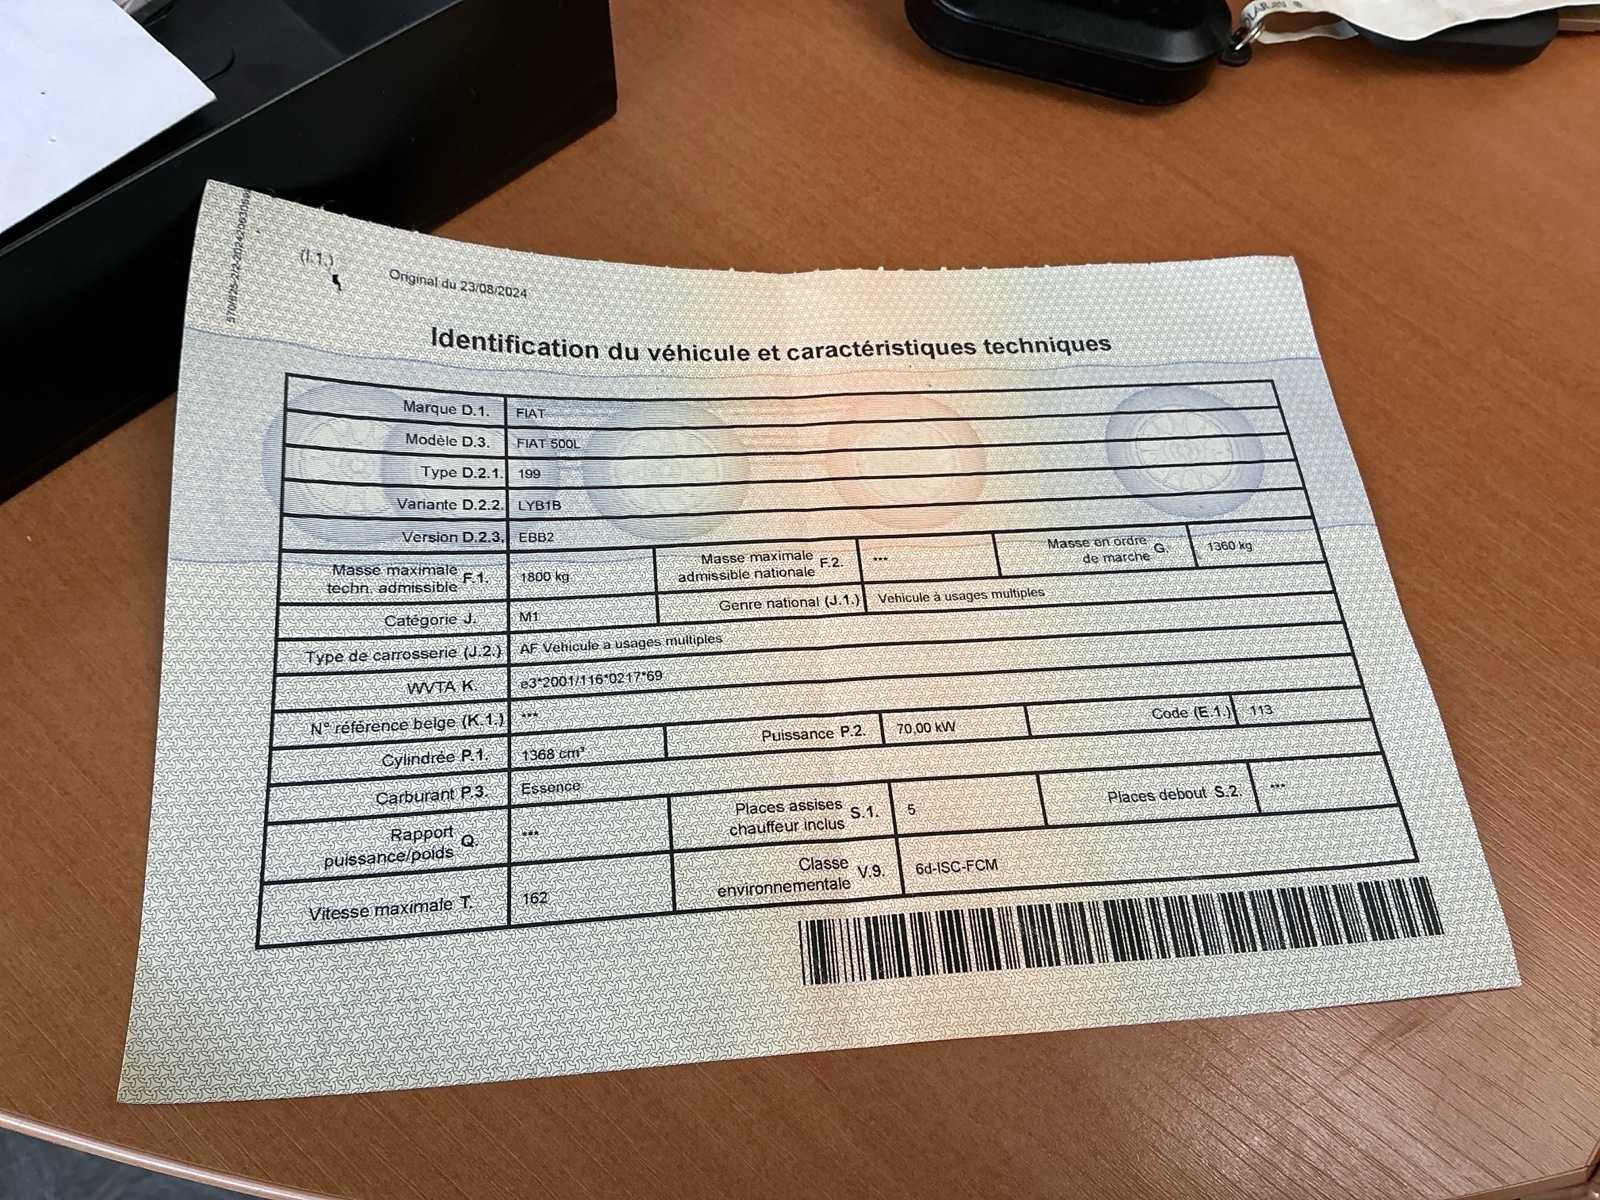 (I.1.)
Original du 23/08/2024
Identification du véhicule et caractéristiques techniques
Marque D.1. FIAT
Modèle D.3. FIAT 500L
Type D.2.1. 199
Variante D.2.2. LYB1B
Version D.2.3. EBB2
Masse maximale techn. admissible F.1. 1800 kg Masse maximale admissible nationale F.2. *** Masse en ordre de marche G. 1360 kg
Catégorie J. M1 Genre national (J.1.) Vehicule à usages multiples
Type de carrosserie (J.2.) AF Vehicule a usages multiples
WVTA K. e3*2001/116*0217*69
N° référence belge (K.1.) ***
Cylindrée P.1. 1368 cm³ Puissance P.2. 70,00 kW Code (E.1.) 113
Carburant P.3. Essence
Rapport puissance/poids Q. *** Places assises chauffeur inclus S.1. 5 Places debout S.2. ***
Vitesse maximale T. 162 Classe environnementale V.9. 6d-ISC-FCM